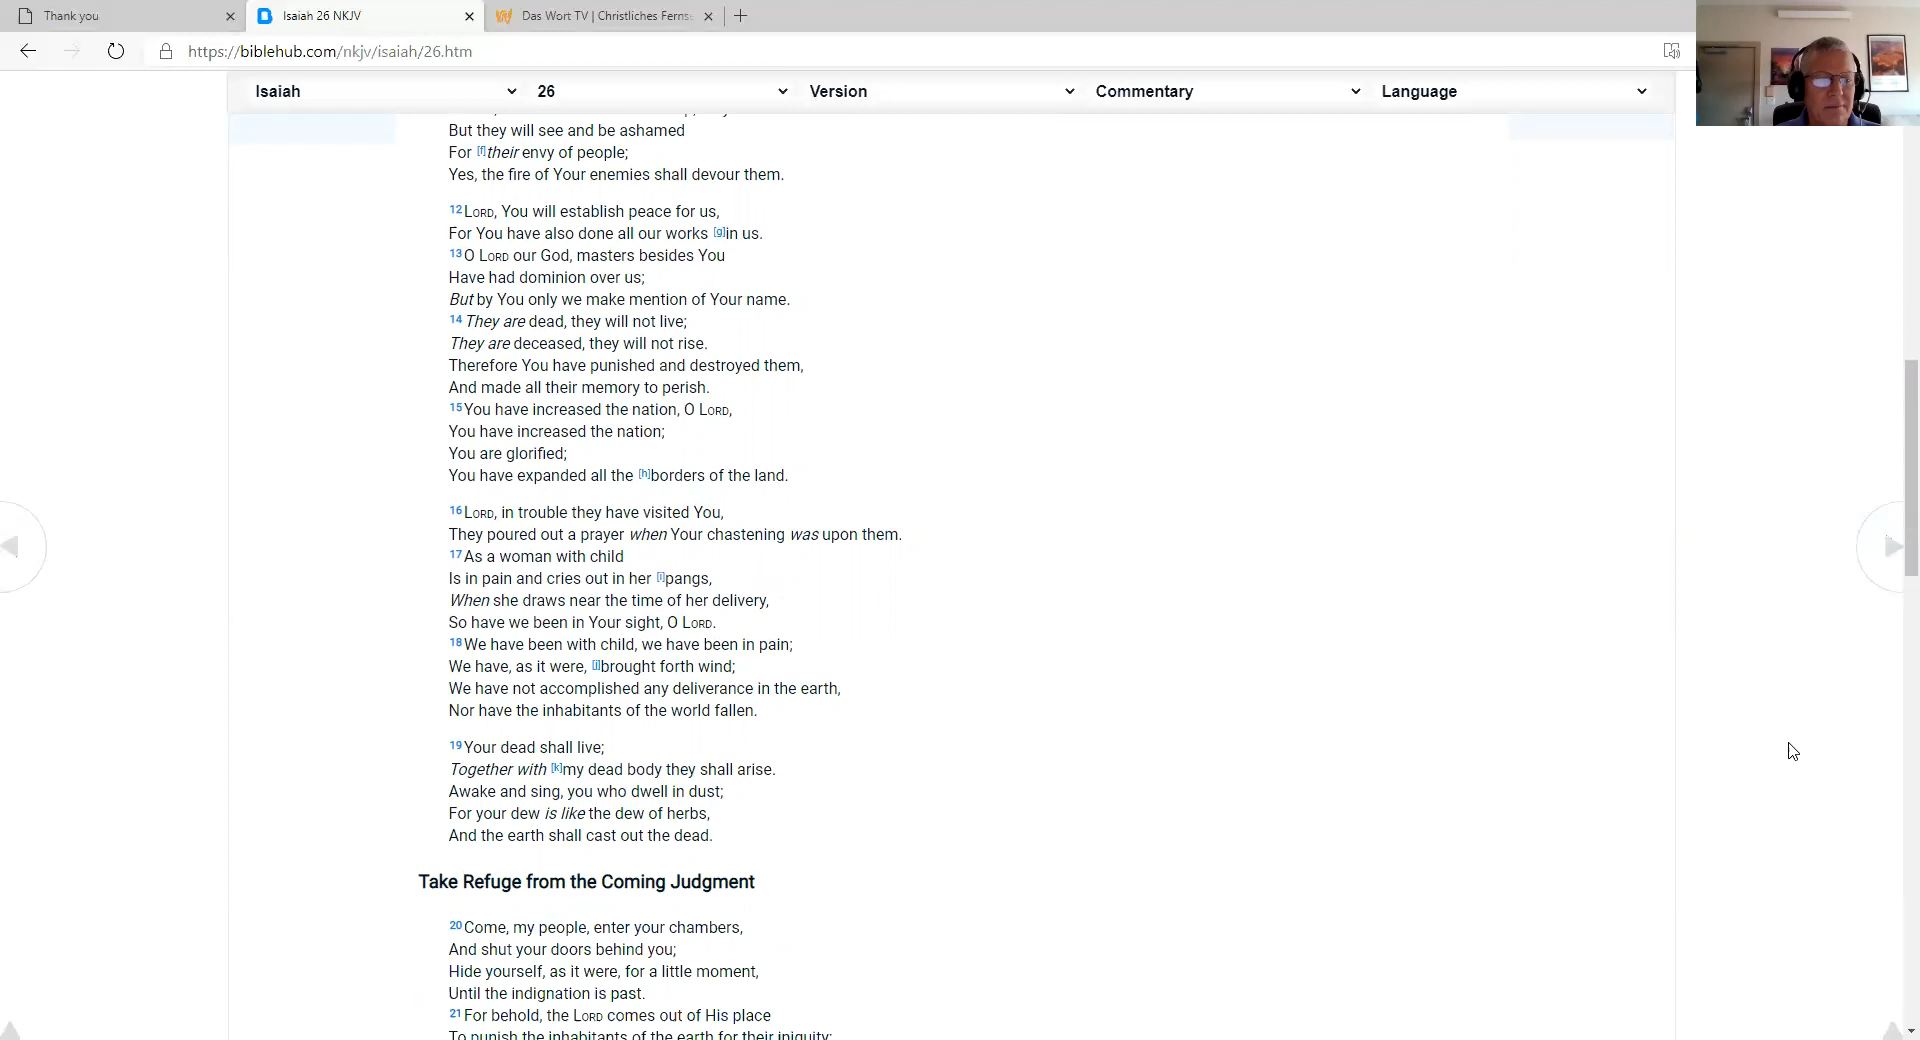 Thank you
Isaiah 26 NKJV
Das Wort TV | Christliches Ferns
https://biblehub.com/nkjv/isaiah/26.htm
Isaiah 26 Version Commentary Language
But they will see and be ashamed
For [f]their envy of people;
Yes, the fire of Your enemies shall devour them.
12 LORD, You will establish peace for us,
For You have also done all our works [g]in us.
13 O LORD our God, masters besides You
Have had dominion over us;
But by You only we make mention of Your name.
14 They are dead, they will not live;
They are deceased, they will not rise.
Therefore You have punished and destroyed them,
And made all their memory to perish.
15 You have increased the nation, O LORD,
You have increased the nation;
You are glorified;
You have expanded all the [h]borders of the land.
16 LORD, in trouble they have visited You,
They poured out a prayer when Your chastening was upon them.
17 As a woman with child
Is in pain and cries out in her [i]pangs,
When she draws near the time of her delivery,
So have we been in Your sight, O LORD.
18 We have been with child, we have been in pain;
We have, as it were, [j]brought forth wind;
We have not accomplished any deliverance in the earth,
Nor have the inhabitants of the world fallen.
19 Your dead shall live;
Together with [k]my dead body they shall arise.
Awake and sing, you who dwell in dust;
For your dew is like the dew of herbs,
And the earth shall cast out the dead.
Take Refuge from the Coming Judgment
20 Come, my people, enter your chambers,
And shut your doors behind you;
Hide yourself, as it were, for a little moment,
Until the indignation is past.
21 For behold, the LORD comes out of His place
To punish the inhabitants of the earth for their iniquity;